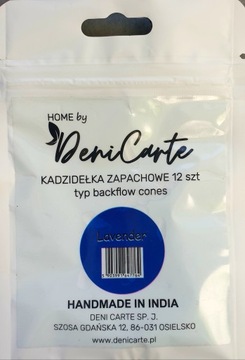 HOME by
DeniCarte
KADZIDEŁKA ZAPACHOWE 12 szt
typ backflow cones
Lavender
HANDMADE IN INDIA
DENI CARTE SP. J.
SZOSA GDAŃSKA 12, 86-031 OSIELSKO
www.denicarte.pl